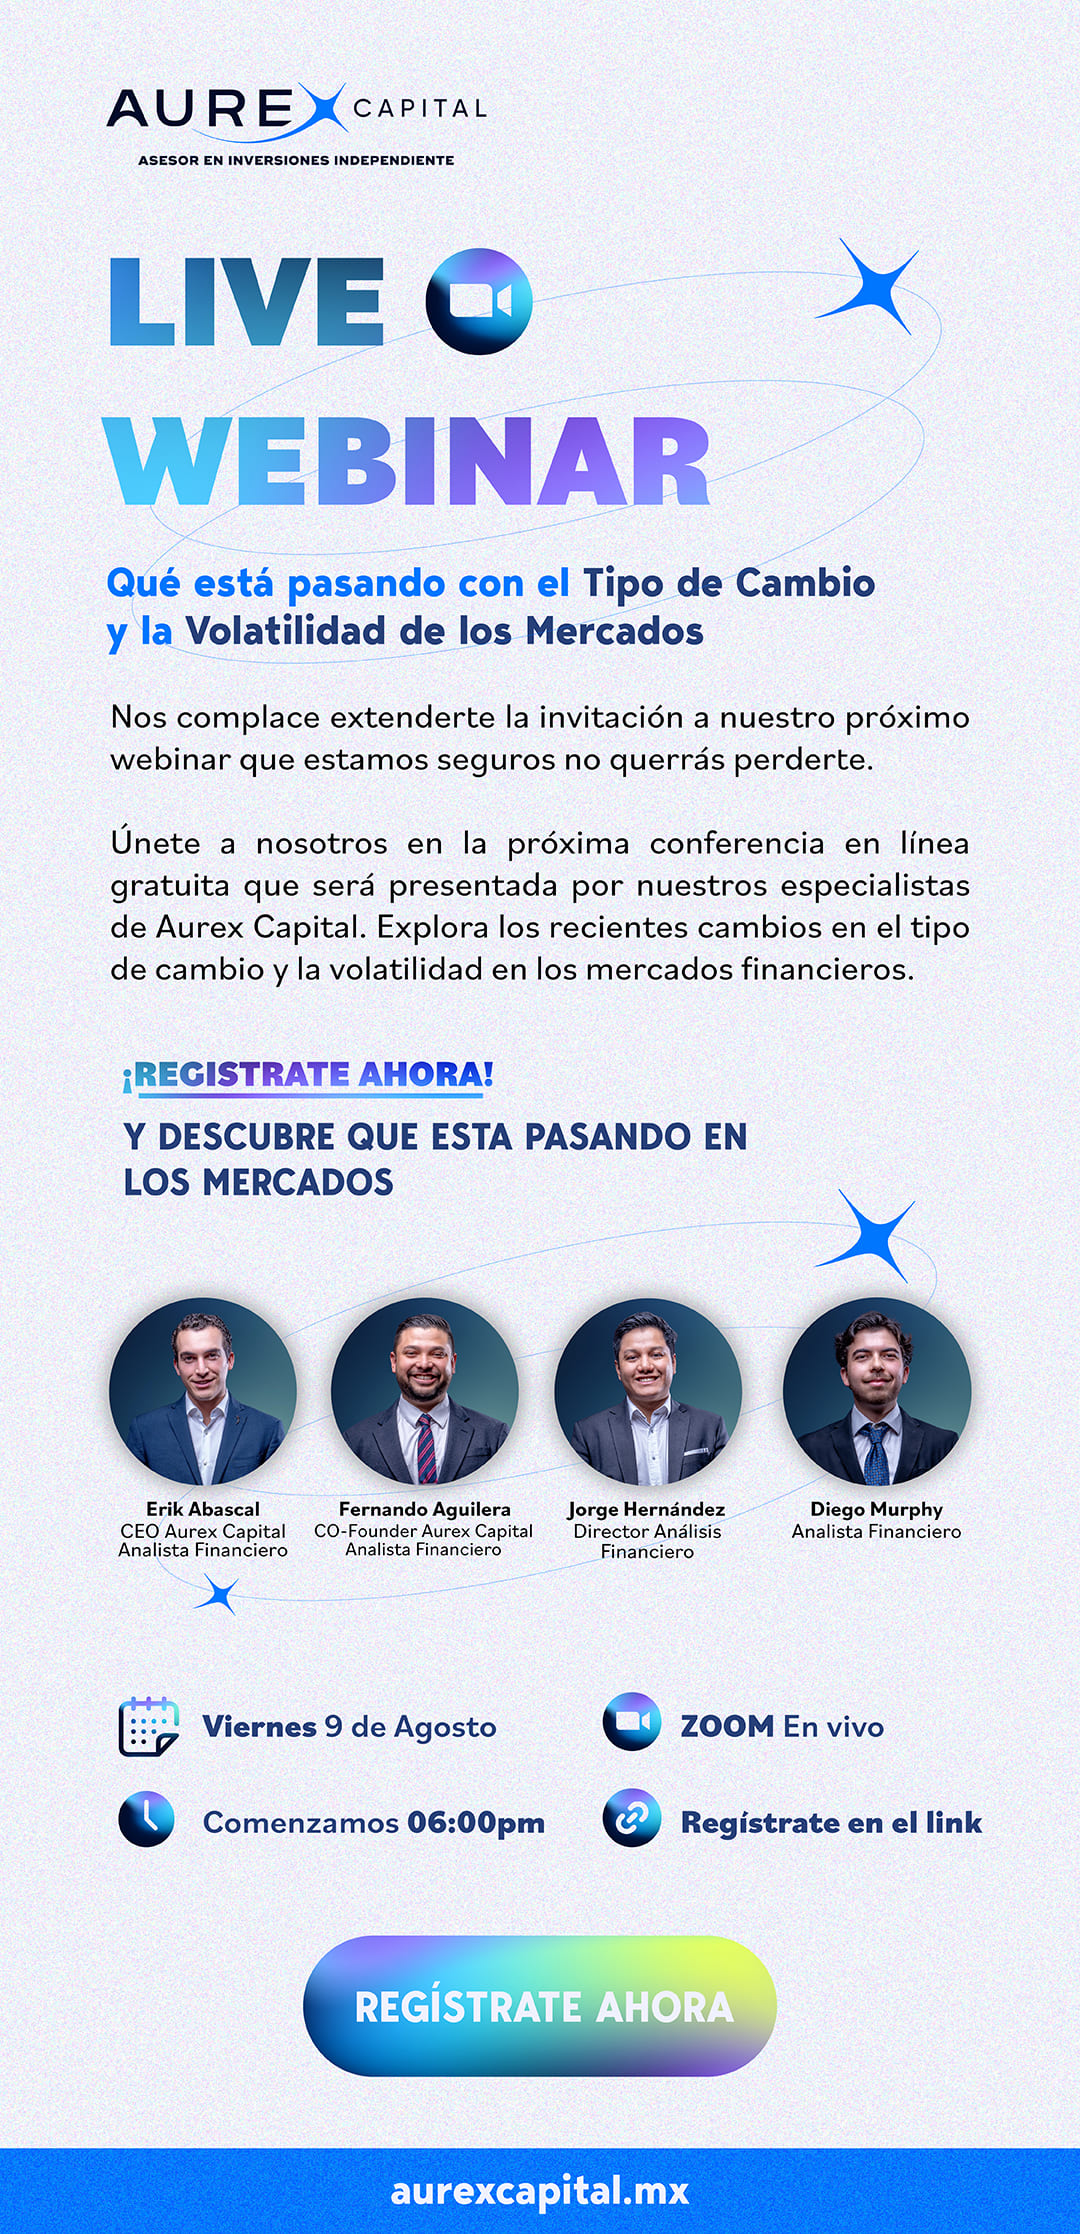 AUREX CAPITAL
ASESOR EN INVERSIONES INDEPENDIENTE
LIVE
WEBINAR
Qué está pasando con el Tipo de Cambio
y la Volatilidad de los Mercados
Nos complace extenderte la invitación a nuestro próximo
webinar que estamos seguros no querrás perderte.
Únete a nosotros en la próxima conferencia en línea
gratuita que será presentada por nuestros especialistas
de Aurex Capital. Explora los recientes cambios en el tipo
de cambio y la volatilidad en los mercados financieros.
¡REGISTRATE AHORA!
Y DESCUBRE QUE ESTA PASANDO EN
LOS MERCADOS
Erik Abascal
CEO Aurex Capital
Analista Financiero
Fernando Aguilera
CO-Founder Aurex Capital
Analista Financiero
Jorge Hernández
Director Análisis
Financiero
Diego Murphy
Analista Financiero
Viernes 9 de Agosto
ZOOM En vivo
Comenzamos 06:00pm
Regístrate en el link
REGÍSTRATE AHORA
aurexcapital.mx